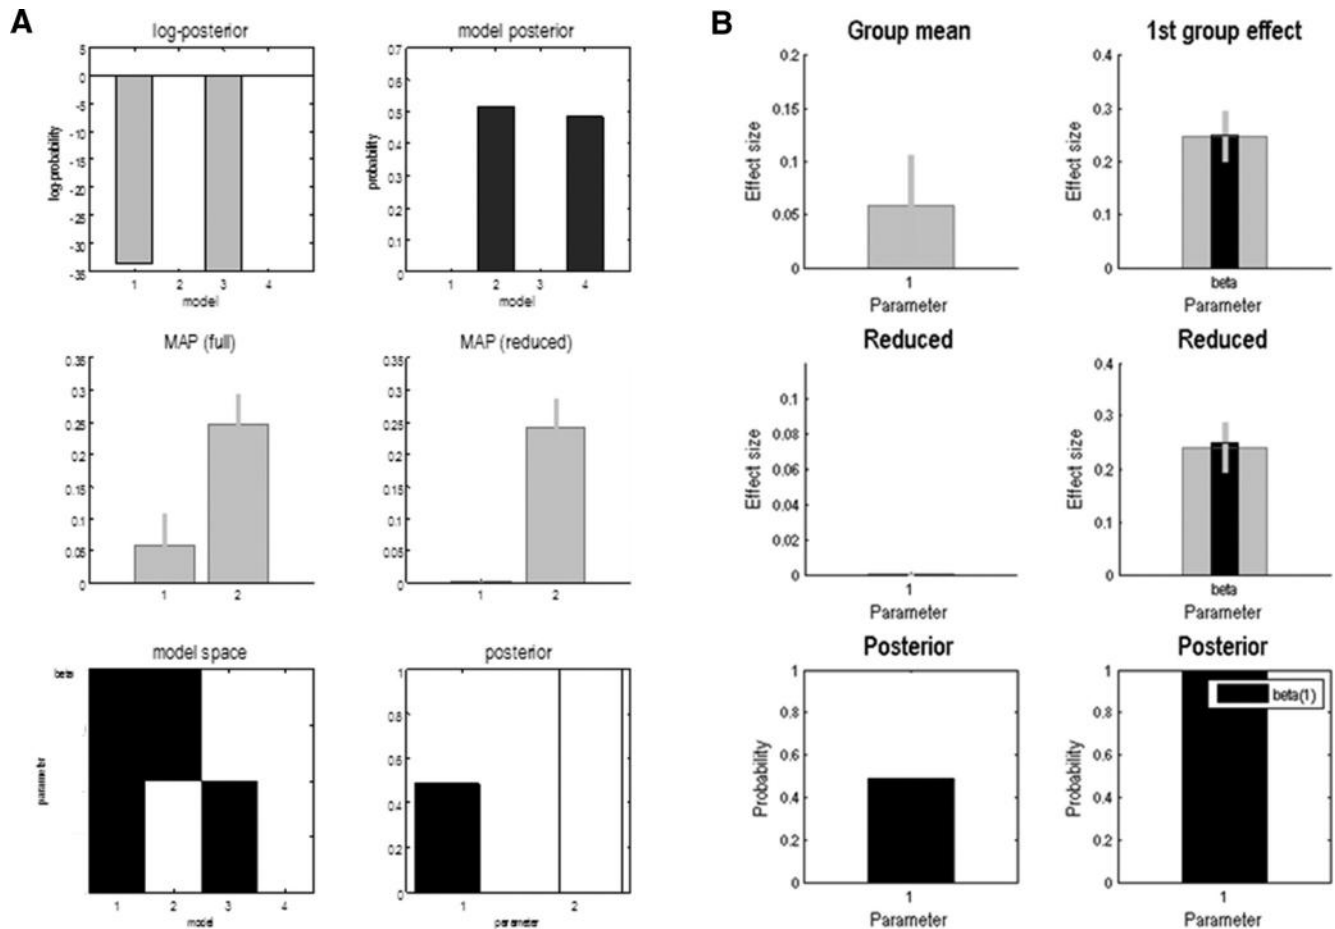 A
log-posterior
log-probability
5
0
-5
-10
-15
-20
-25
-30
-35
1 2 3 4
model
model posterior
probability
0.7
0.6
0.5
0.4
0.3
0.2
0.1
0
1 2 3 4
model
MAP (full)
0.35
0.3
0.25
0.2
0.15
0.1
0.05
0
1 2
MAP (reduced)
0.35
0.3
0.25
0.2
0.15
0.1
0.05
0
1 2
model space
beta
parameter
1 2 3 4
model
posterior
1
0.8
0.6
0.4
0.2
0
1 2
parameter
B
Group mean
Effect size
0.2
0.15
0.1
0.05
0
1
Parameter
1st group effect
Effect size
0.4
0.3
0.2
0.1
0
beta
Parameter
Reduced
Effect size
0.1
0.08
0.06
0.04
0.02
0
1
Parameter
Reduced
Effect size
0.4
0.3
0.2
0.1
0
beta
Parameter
Posterior
Probability
1
0.8
0.6
0.4
0.2
0
1
Parameter
Posterior
Probability
1
0.8
0.6
0.4
0.2
0
beta(1)
1
Parameter